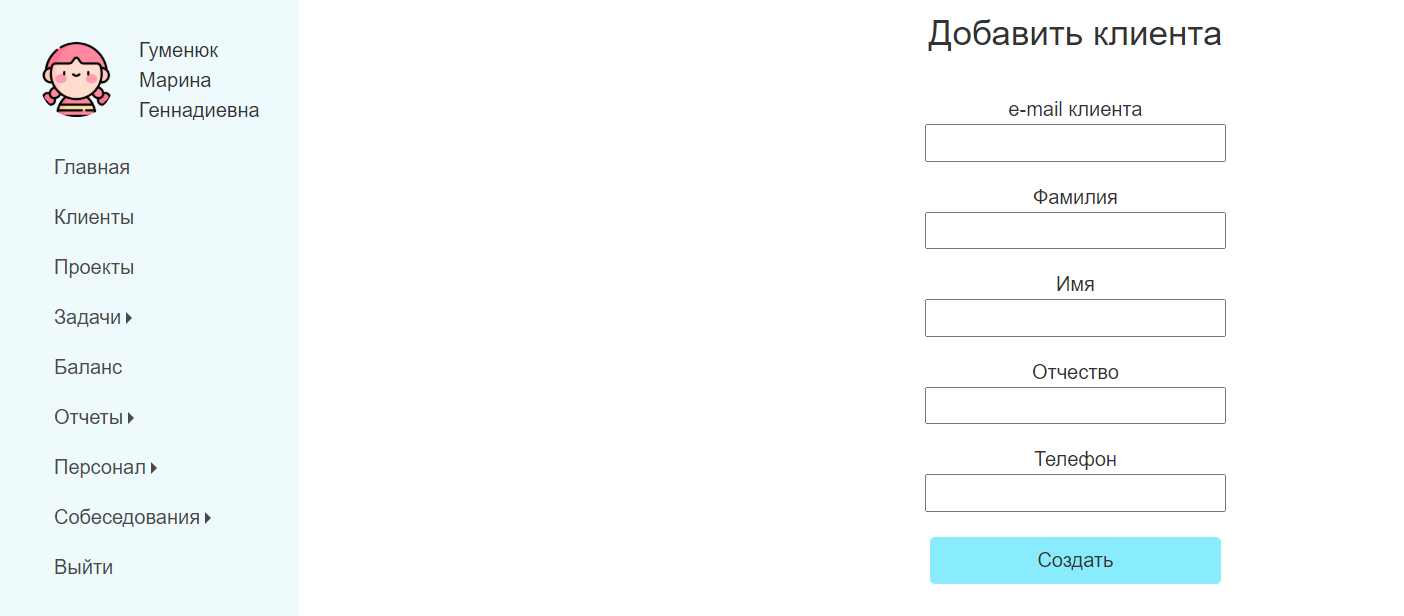 Гуменюк
Марина
Геннадиевна
Главная
Клиенты
Проекты
Задачи
Баланс
Отчеты
Персонал
Собеседования
Выйти
Добавить клиента
e-mail клиента
Фамилия
Имя
Отчество
Телефон
Создать